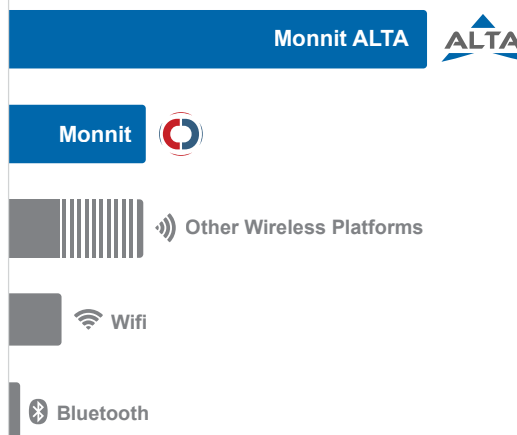 Monnit ALTA
ALTA
Monnit
Other Wireless Platforms
Wifi
Bluetooth